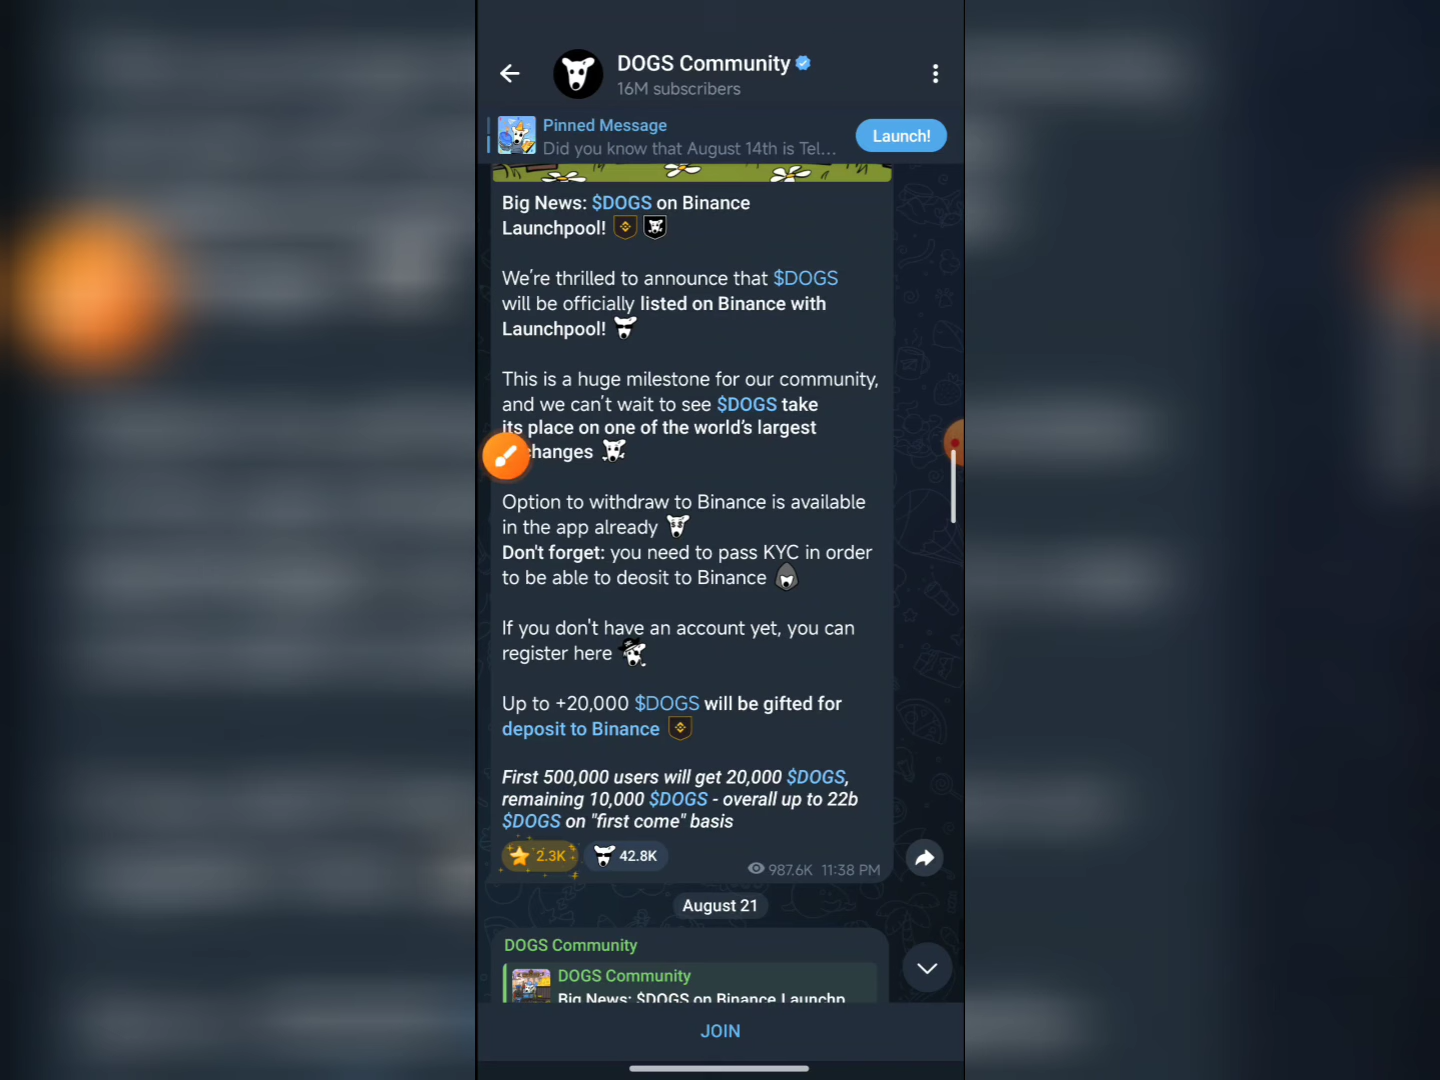 DOGS Community
16M subscribers
Pinned Message
Did you know that August 14th is Tel...
Launch!
Big News: $DOGS on Binance
Launchpool!
We're thrilled to announce that $DOGS
will be officially listed on Binance with
Launchpool!
This is a huge milestone for our community,
and we can't wait to see $DOGS take
its place on one of the world's largest
changes
Option to withdraw to Binance is available
in the app already
Don't forget: you need to pass KYC in order
to be able to deosit to Binance
If you don't have an account yet, you can
register here
Up to +20,000 $DOGS will be gifted for
deposit to Binance
First 500,000 users will get 20,000 $DOGS,
remaining 10,000 $DOGS - overall up to 22b
$DOGS on "first come" basis
2.3K 42.8K
987.6K 11:38 PM
August 21
DOGS Community
DOGS Community
Big News: $DOGS on Binance Launchp
JOIN